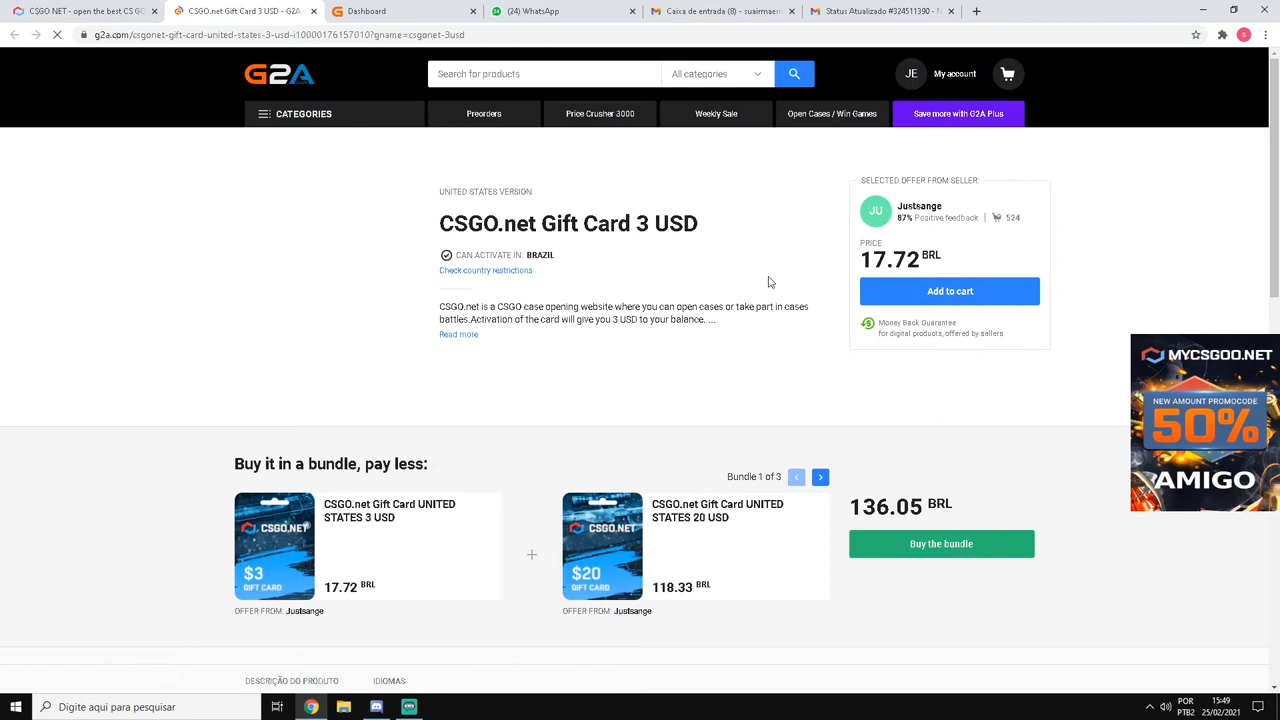 CSGO NET - open the best CS GO
CSGO.net Gift Card 3 USD - G2A.
Dashboard
(24) WhatsApp
Caixa de entrada (8) - suairmaem
Status Atualizado #324511390 - N
g2a.com/csgonet-gift-card-united-states-3-usd-i10000176157010?gname=csgonet-3usd
S
G2A
Search for products
All categories
JE
My account
CATEGORIES
Preorders
Price Crusher 3000
Weekly Sale
Open Cases / Win Games
Save more with G2A Plus
UNITED STATES VERSION
CSGO.net Gift Card 3 USD
CAN ACTIVATE IN: BRAZIL
Check country restrictions
CSGO.net is a CSGO case opening website where you can open cases or take part in cases
battles.Activation of the card will give you 3 USD to your balance. ...
Read more
SELECTED OFFER FROM SELLER:
JU
Justsange
87% Positive feedback | 524
PRICE
17.72 BRL
Add to cart
Money Back Guarantee
for digital products, offered by sellers
MYCSGOO.NET
NEW AMOUNT PROMOCODE
50%
AMIGO
Buy it in a bundle, pay less:
Bundle 1 of 3
CSGO.NET
$3
GIFT CARD
CSGO.net Gift Card UNITED
STATES 3 USD
17.72 BRL
OFFER FROM: Justsange
CSGO.NET
$20
GIFT CARD
CSGO.net Gift Card UNITED
STATES 20 USD
118.33 BRL
OFFER FROM: Justsange
136.05 BRL
Buy the bundle
DESCRIÇÃO DO PRODUTO
IDIOMAS
Digite aqui para pesquisar
POR
PTB2
15:49
25/02/2021